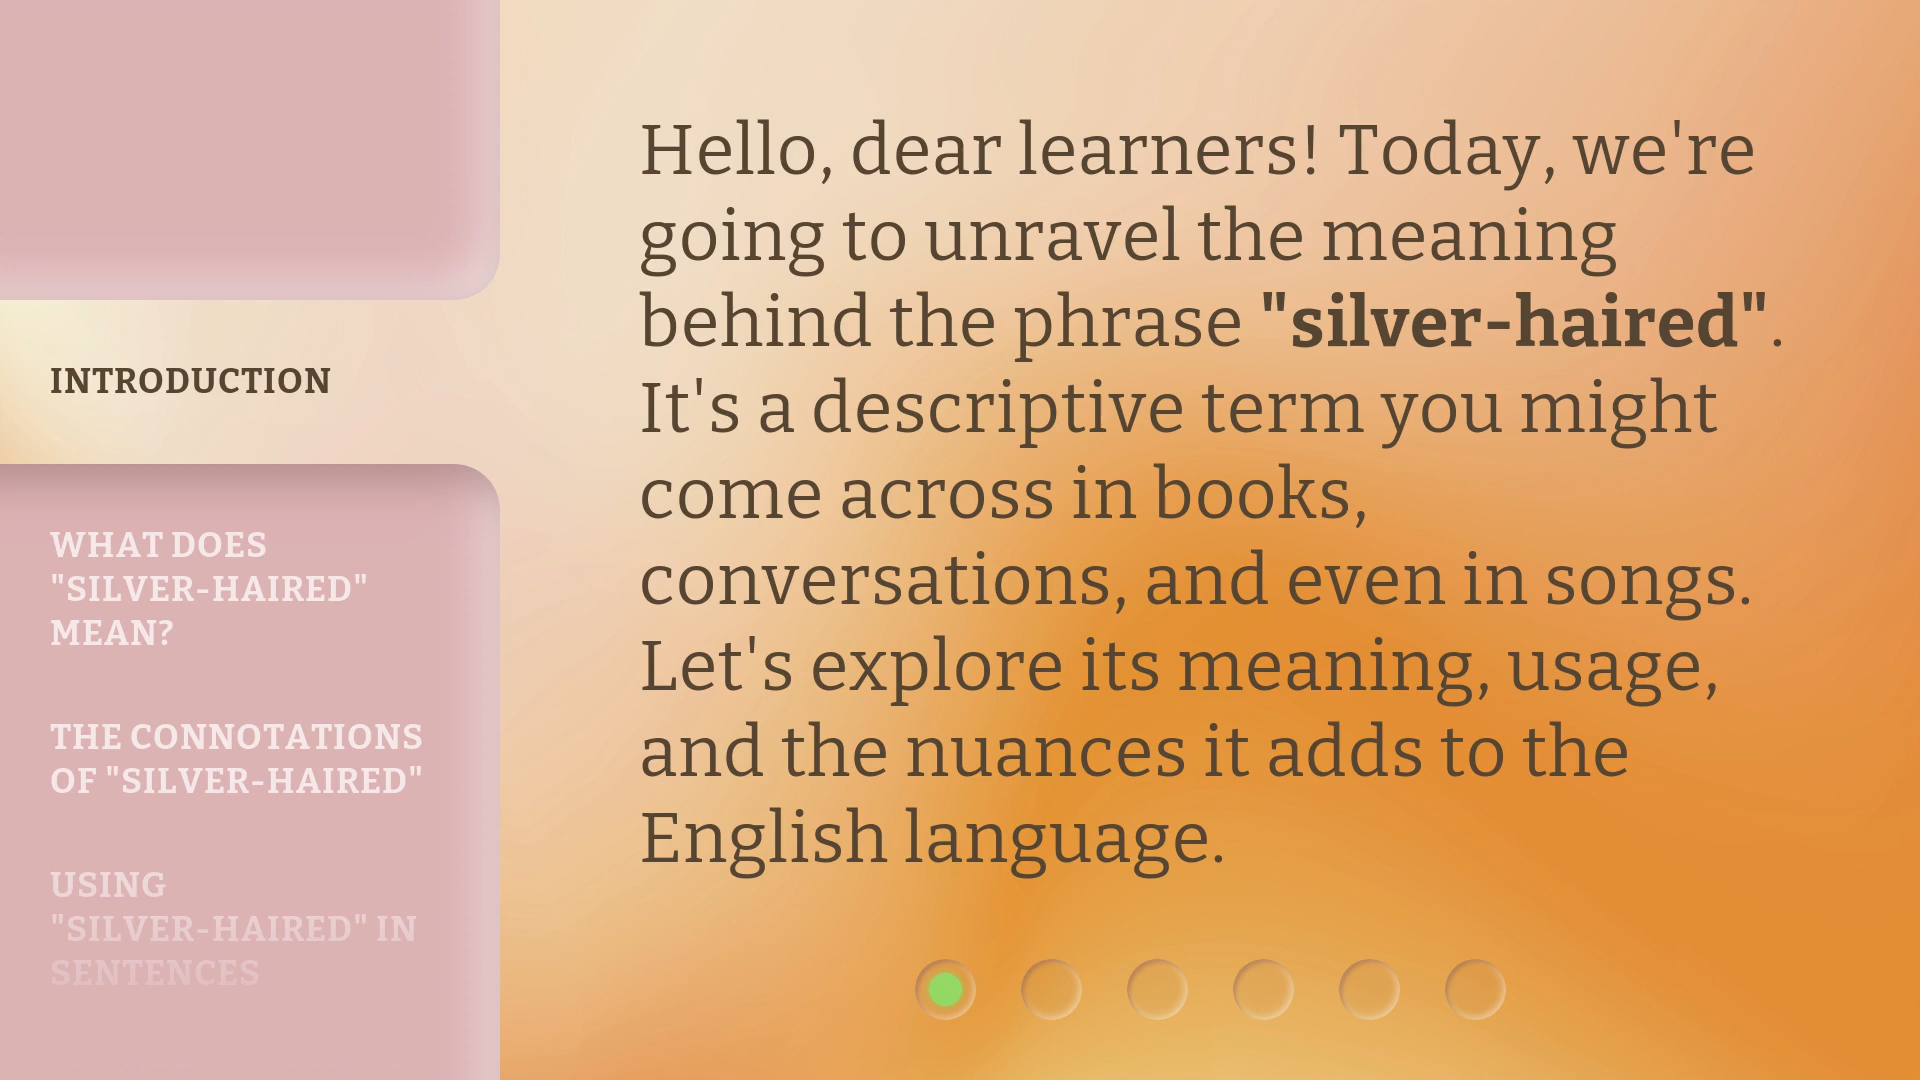 INTRODUCTION
WHAT DOES
"SILVER-HAIRED"
MEAN?
THE CONNOTATIONS
OF "SILVER-HAIRED"
USING
"SILVER-HAIRED" IN
SENTENCES
Hello, dear learners! Today, we're
going to unravel the meaning
behind the phrase "silver-haired".
It's a descriptive term you might
come across in books,
conversations, and even in songs.
Let's explore its meaning, usage,
and the nuances it adds to the
English language.